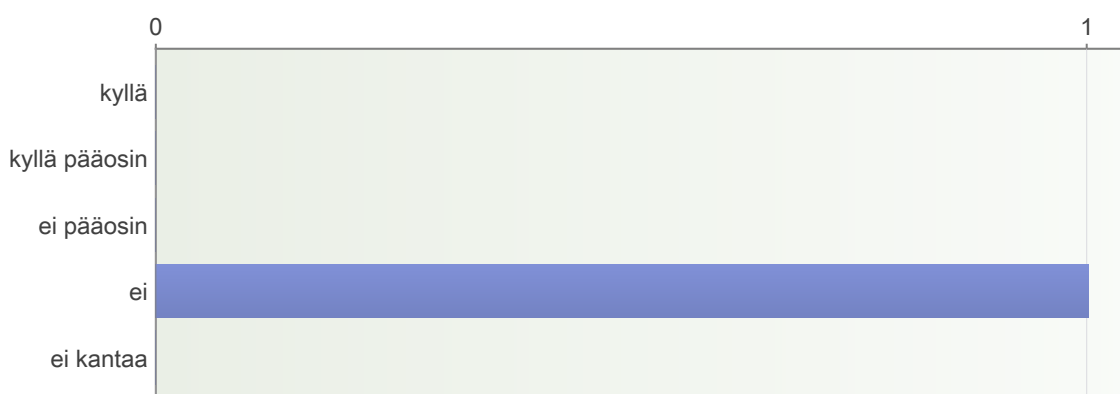 0 1
kyllä
kyllä pääosin
ei pääosin
ei
ei kantaa